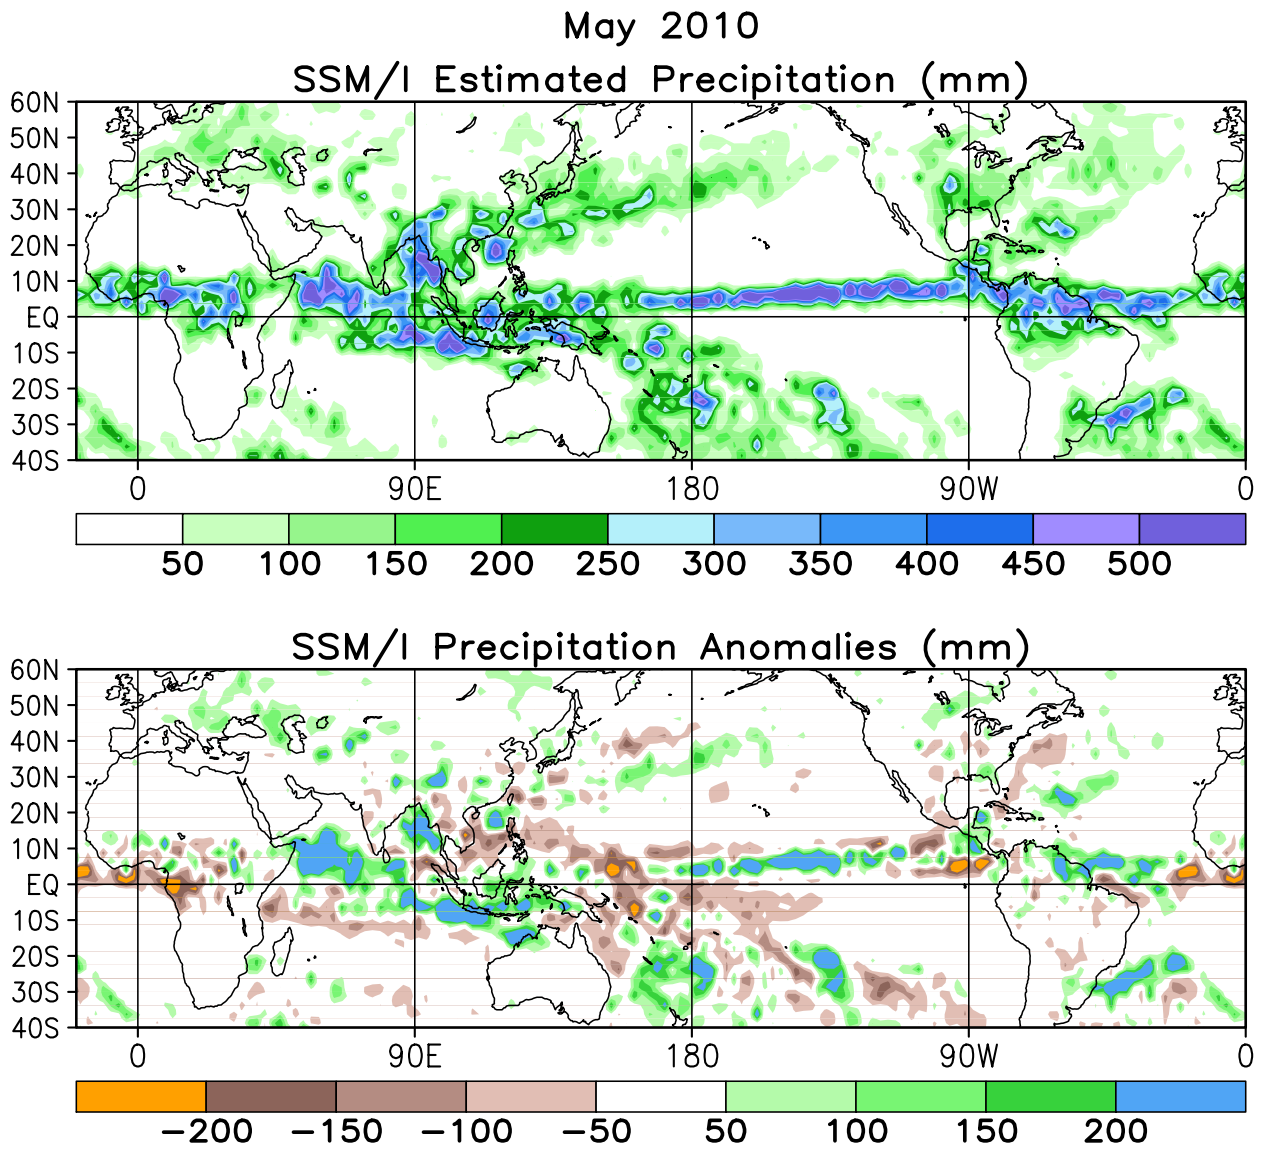 May 2010
SSM/I Estimated Precipitation (mm)
60N
50N
40N
30N
20N
10N
EQ
10S
20S
30S
40S
0 90E 180 90W 0
50 100 150 200 250 300 350 400 450 500
SSM/I Precipitation Anomalies (mm)
60N
50N
40N
30N
20N
10N
EQ
10S
20S
30S
40S
0 90E 180 90W 0
-200 -150 -100 -50 50 100 150 200